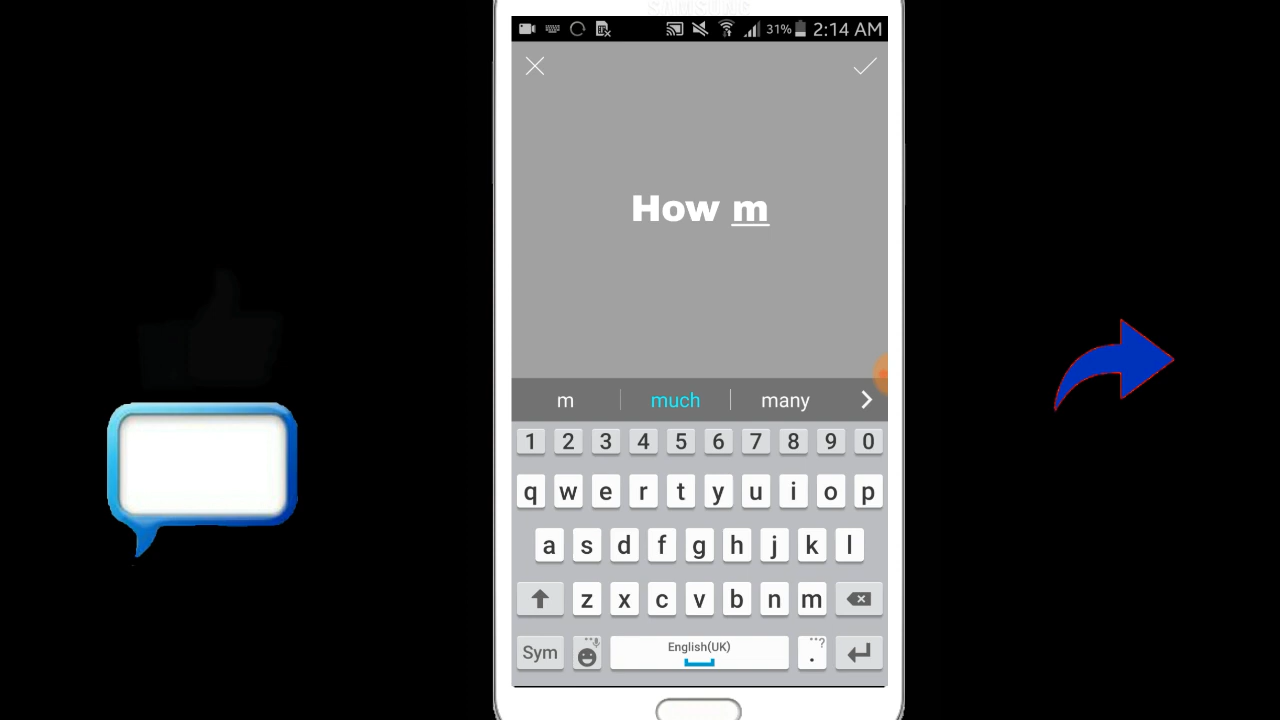 SAMSUNG
31% 2:14 AM
How m
m much many
1 2 3 4 5 6 7 8 9 0
q w e r t y u i o p
a s d f g h j k l
z x c v b n m
Sym English(UK) . ..?